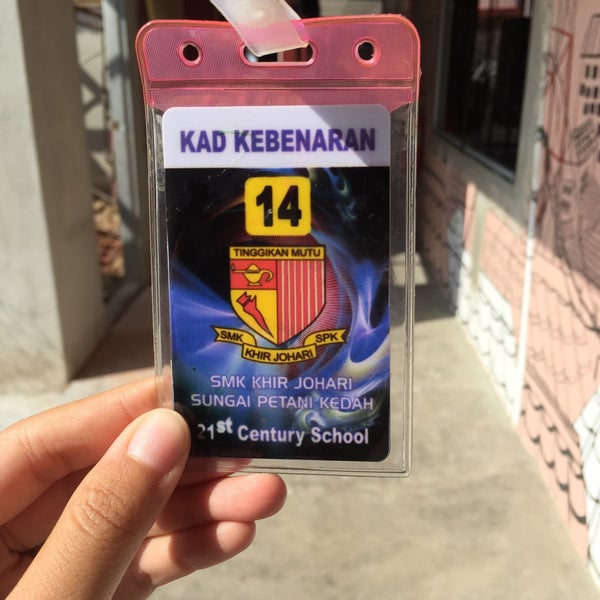 KAD KEBENARAN
14
TINGGIKAN MUTU
SMK SPK
KHIR JOHARI
SMK KHIR JOHARI
SUNGAI PETANI KEDAH
21st Century School